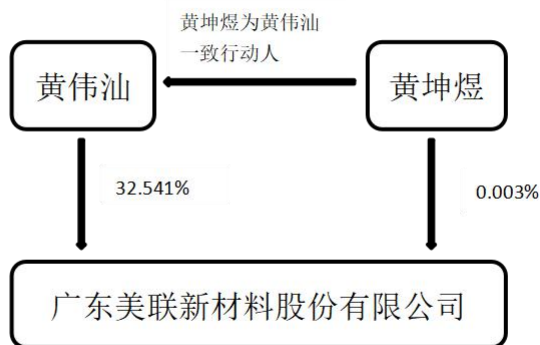 黄坤煜为黄伟汕
一致行动人
黄伟汕
黄坤煜
32.541%
0.003%
广东美联新材料股份有限公司